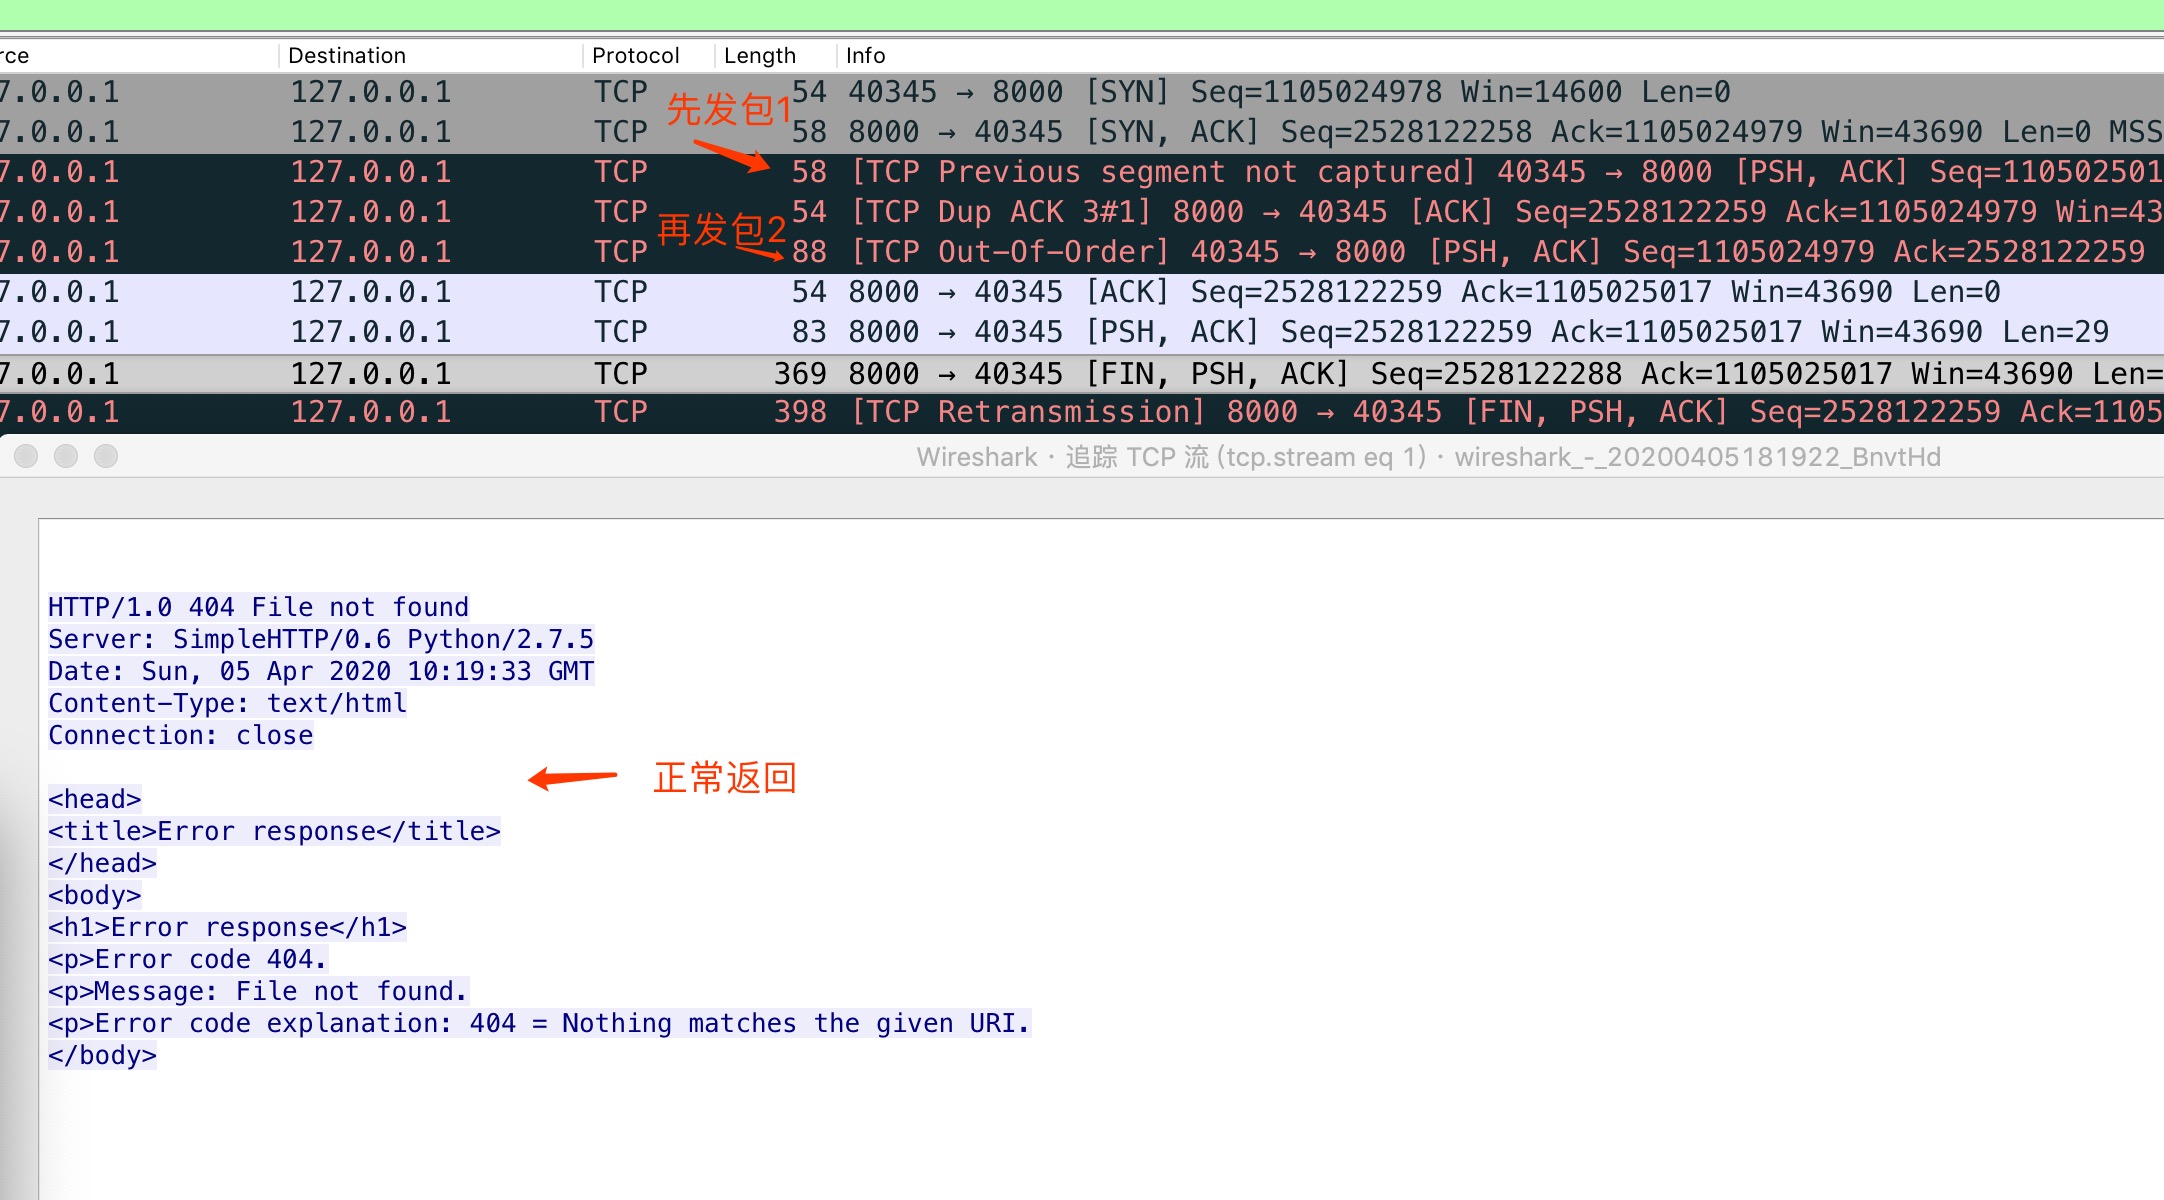 rce Destination Protocol Length Info
7.0.0.1 127.0.0.1 TCP 54 40345 → 8000 [SYN] Seq=1105024978 Win=14600 Len=0
先发包1
7.0.0.1 127.0.0.1 TCP 58 8000 → 40345 [SYN, ACK] Seq=2528122258 Ack=1105024979 Win=43690 Len=0 MSS
7.0.0.1 127.0.0.1 TCP 58 [TCP Previous segment not captured] 40345 → 8000 [PSH, ACK] Seq=110502501
7.0.0.1 127.0.0.1 TCP 54 [TCP Dup ACK 3#1] 8000 → 40345 [ACK] Seq=2528122259 Ack=1105024979 Win=43
再发包2
7.0.0.1 127.0.0.1 TCP 88 [TCP Out-Of-Order] 40345 → 8000 [PSH, ACK] Seq=1105024979 Ack=2528122259
7.0.0.1 127.0.0.1 TCP 54 8000 → 40345 [ACK] Seq=2528122259 Ack=1105025017 Win=43690 Len=0
7.0.0.1 127.0.0.1 TCP 83 8000 → 40345 [PSH, ACK] Seq=2528122259 Ack=1105025017 Win=43690 Len=29
7.0.0.1 127.0.0.1 TCP 369 8000 → 40345 [FIN, PSH, ACK] Seq=2528122288 Ack=1105025017 Win=43690 Len=
7.0.0.1 127.0.0.1 TCP 398 [TCP Retransmission] 8000 → 40345 [FIN, PSH, ACK] Seq=2528122259 Ack=1105
Wireshark · 追踪 TCP 流 (tcp.stream eq 1) · wireshark_-_20200405181922_BnvtHd
HTTP/1.0 404 File not found
Server: SimpleHTTP/0.6 Python/2.7.5
Date: Sun, 05 Apr 2020 10:19:33 GMT
Content-Type: text/html
Connection: close
正常返回
<head>
<title>Error response</title>
</head>
<body>
<h1>Error response</h1>
<p>Error code 404.
<p>Message: File not found.
<p>Error code explanation: 404 = Nothing matches the given URI.
</body>